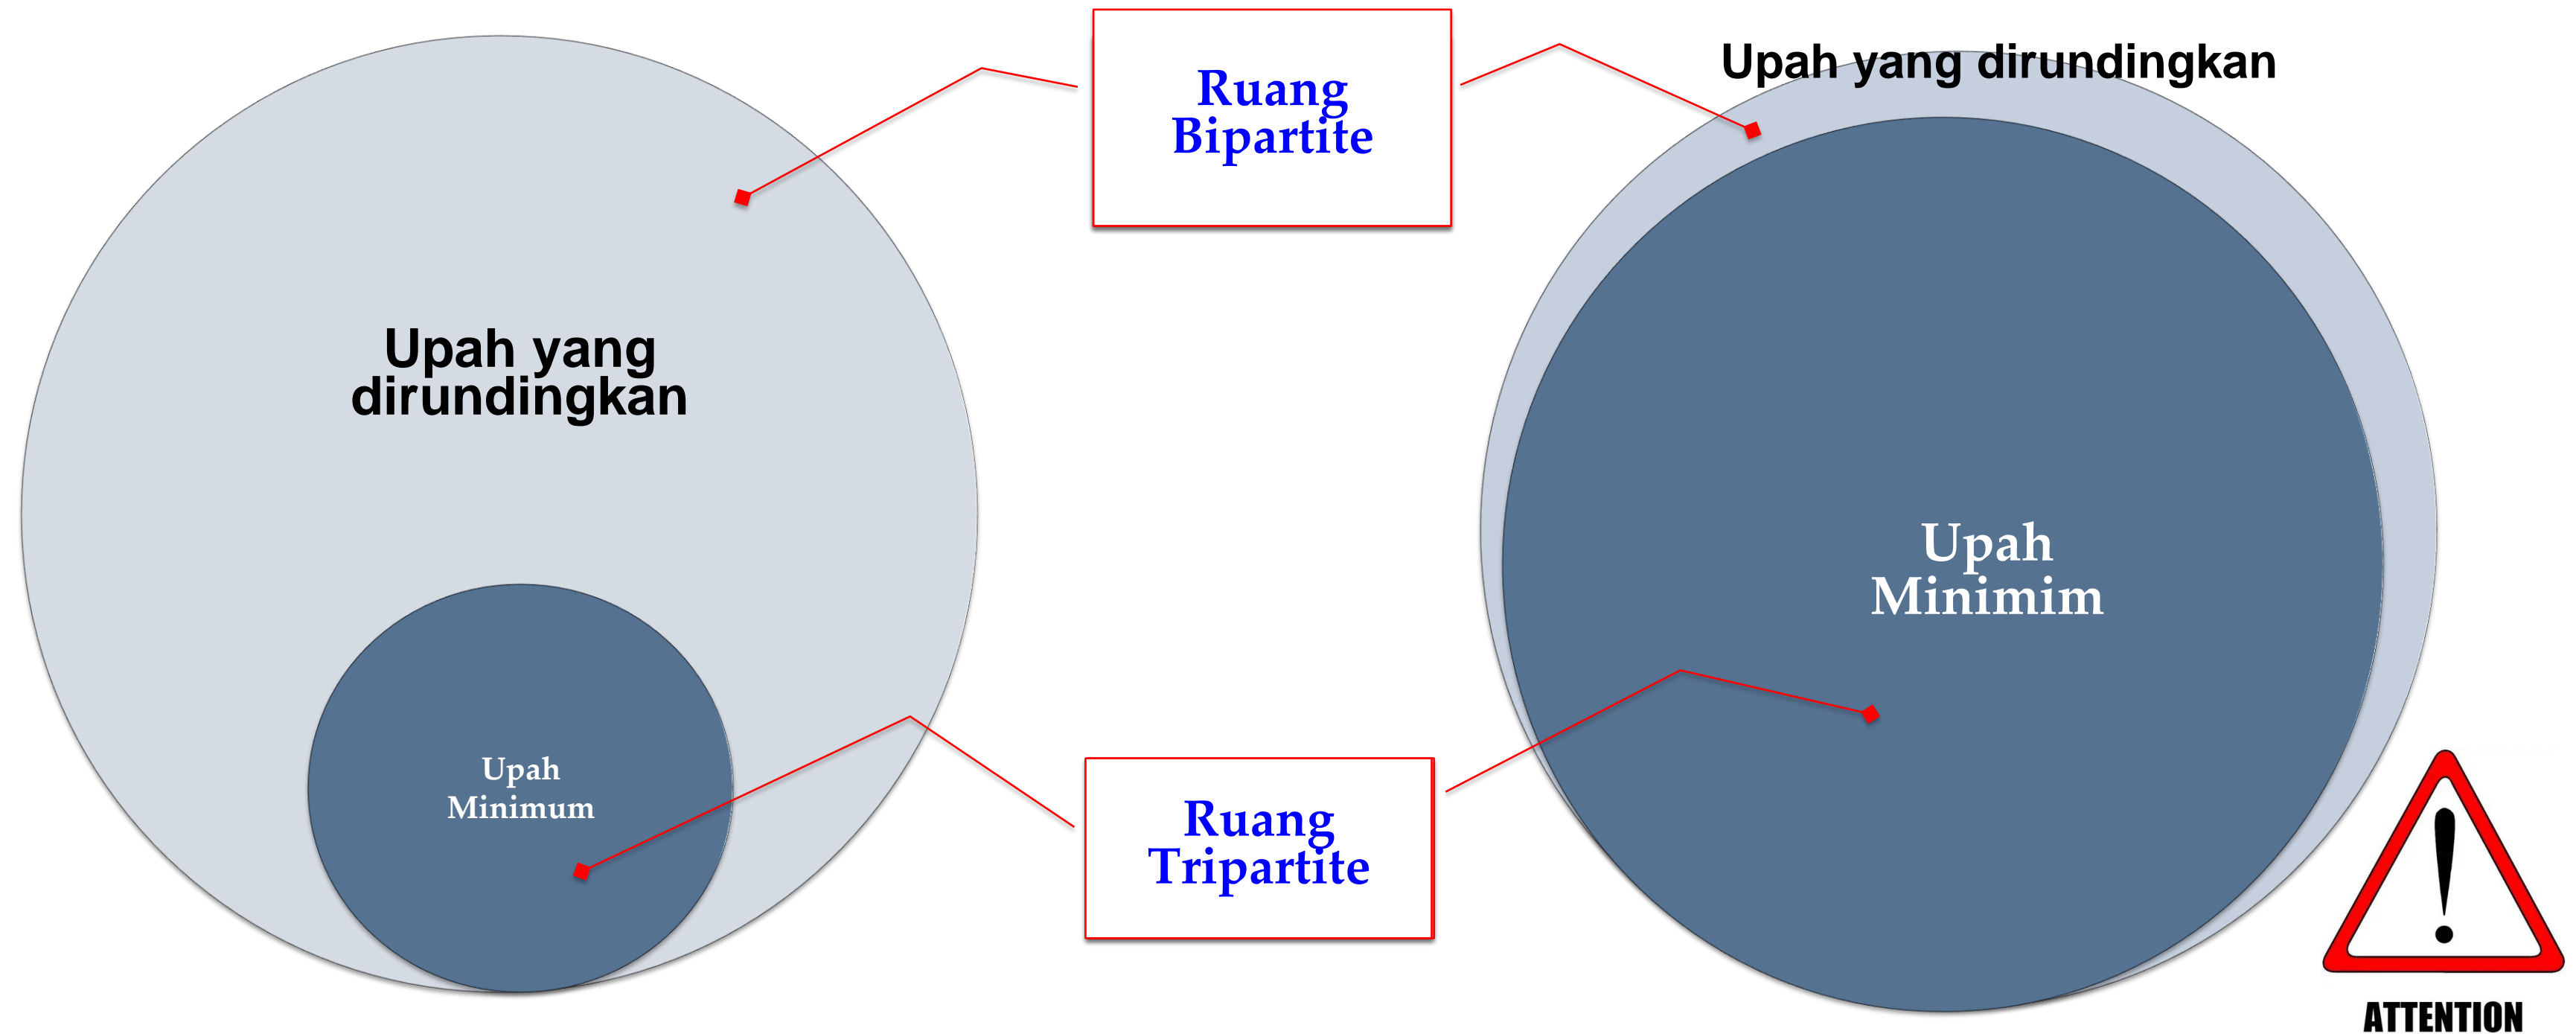 Upah yang
dirundingkan
Upah
Minimum
Ruang
Bipartite
Ruang
Tripartite
Upah yang dirundingkan
Upah
Minimim
ATTENTION